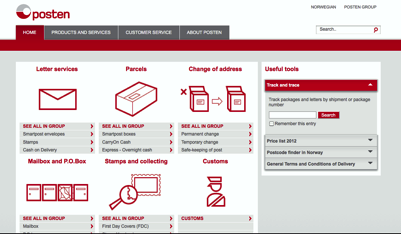 NORWEGIAN POSTEN GROUP
posten
HOME PRODUCTS AND SERVICES CUSTOMER SERVICE ABOUT POSTEN
Search..
Letter services Parcels Change of address
SEE ALL IN GROUP SEE ALL IN GROUP SEE ALL IN GROUP
Smartpost envelopes Smartpost boxes Permanent change
Stamps CarryOn Cash Temporary change
Cash on Delivery Express - Overnight cash Safe-keeping of post
Mailbox and P.O.Box Stamps and collecting Customs
SEE ALL IN GROUP SEE ALL IN GROUP CUSTOMS
Mailbox First Day Covers (FDC)
Useful tools
Track and trace
Track packages and letters by shipment or package
number
Search
Remember this entry
Price list 2012
Postcode finder in Norway
General Terms and Conditions of Delivery